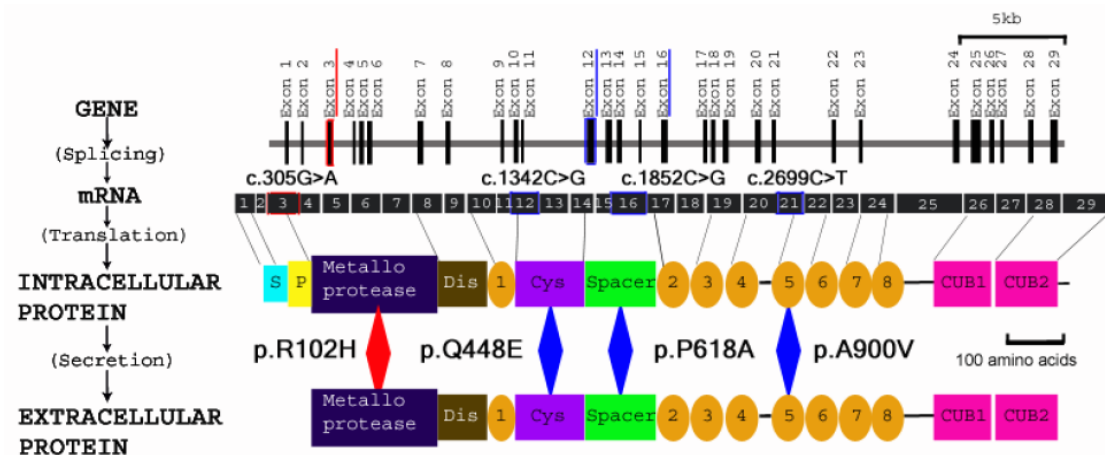 5kb
Exon 1
Exon 2
Exon 3
Exon 4
Exon 5
Exon 6
Exon 7
Exon 8
Exon 9
Exon 10
Exon 11
Exon 12
Exon 13
Exon 14
Exon 15
Exon 16
Exon 17
Exon 18
Exon 19
Exon 20
Exon 21
Exon 22
Exon 23
Exon 24
Exon 25
Exon 26
Exon 27
Exon 28
Exon 29
GENE
(Splicing)
c.305G>A c.1342C>G c.1852C>G c.2699C>T
mRNA
1 2 3 4 5 6 7 8 9 10 11 12 13 14 15 16 17 18 19 20 21 22 23 24 25 26 27 28 29
(Translation)
INTRACELLULAR
PROTEIN
S P Metallo
protease
Dis 1 Cys Spacer 2 3 4 5 6 7 8 CUB1 CUB2
(Secretion)
p.R102H p.Q448E p.P618A p.A900V
100 amino acids
EXTRACELLULAR
PROTEIN
Metallo
protease
Dis 1 Cys Spacer 2 3 4 5 6 7 8 CUB1 CUB2